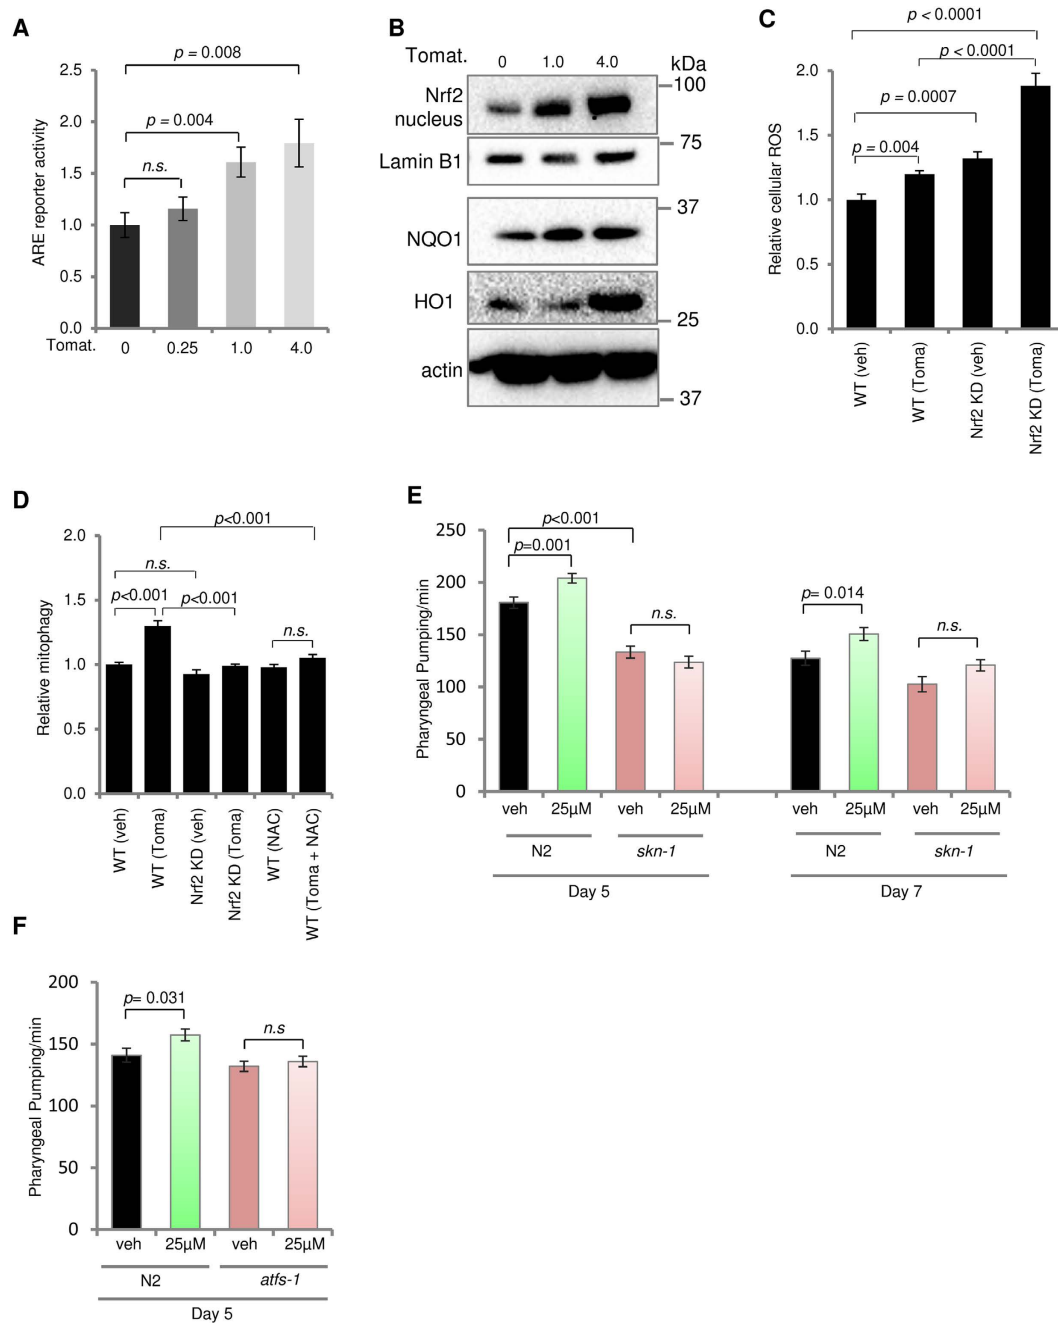 A
p = 0.008
p = 0.004
n.s.
ARE reporter activity
2.5
2.0
1.5
1.0
0.5
0.0
Tomat. 0 0.25 1.0 4.0
B
Tomat. 0 1.0 4.0 kDa
Nrf2
nucleus
100
Lamin B1
75
NQO1
37
HO1
25
actin
37
C
p < 0.0001
p < 0.0001
p = 0.0007
p = 0.004
Relative cellular ROS
2.0
1.5
1.0
0.5
0.0
WT (veh)
WT (Toma)
Nrf2 KD (veh)
Nrf2 KD (Toma)
D
p<0.001
n.s.
p<0.001 p<0.001
n.s.
Relative mitophagy
2.0
1.5
1.0
0.5
0.0
WT (veh)
WT (Toma)
Nrf2 KD (veh)
Nrf2 KD (Toma)
WT (NAC)
WT (Toma + NAC)
E
p<0.001
p=0.001
n.s.
p= 0.014
n.s.
Pharyngeal Pumping/min
250
200
150
100
50
0
veh 25µM veh 25µM veh 25µM veh 25µM
N2 skn-1 N2 skn-1
Day 5 Day 7
F
p= 0.031
n.s
Pharyngeal Pumping/min
200
150
100
50
0
veh 25µM veh 25µM
N2 atfs-1
Day 5